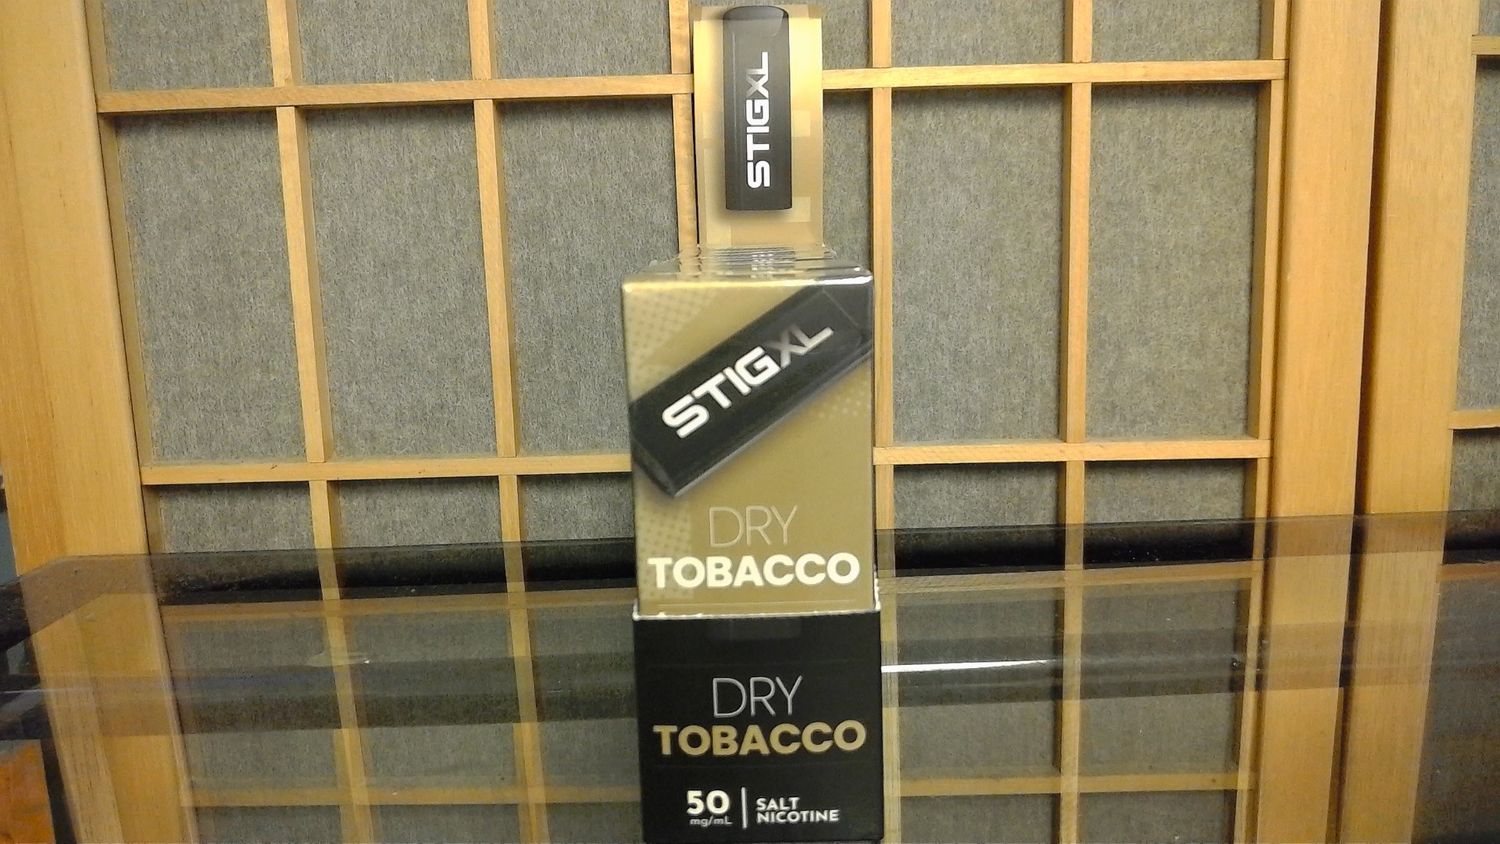 STIGXL
STIGXL
DRY
TOBACCO
DRY
TOBACCO
50 mg/mL | SALT
NICOTINE